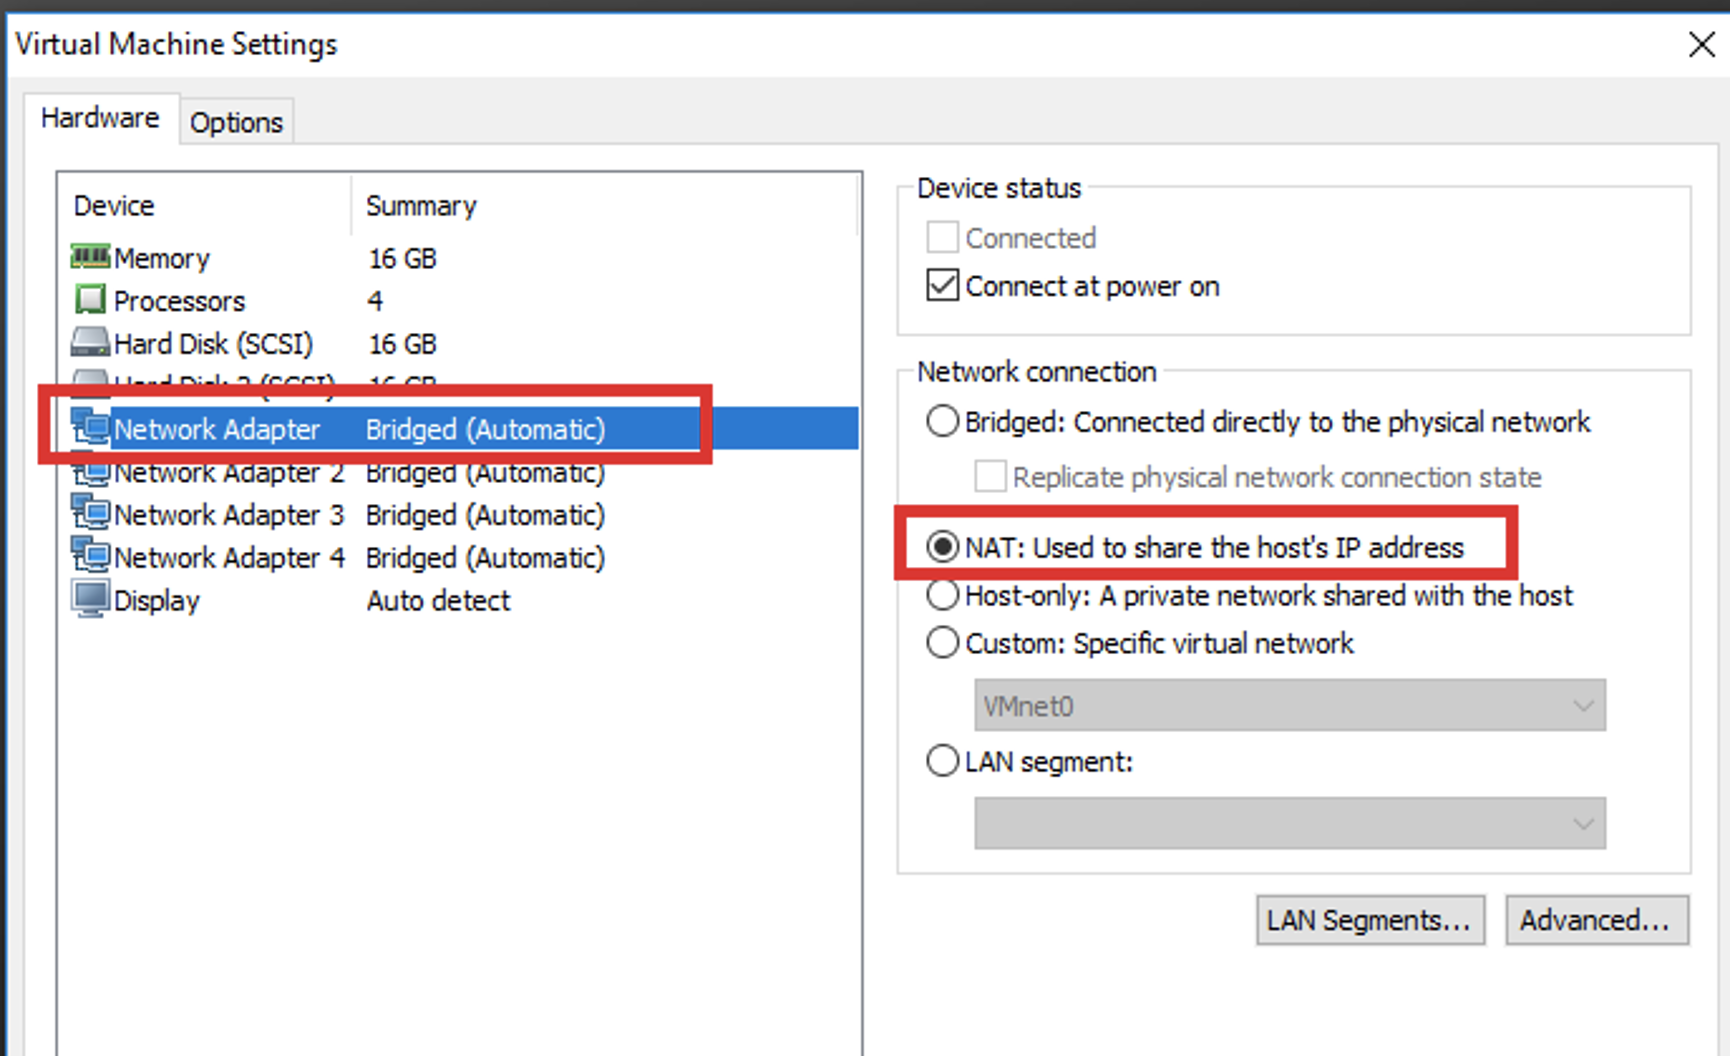 Virtual Machine Settings
Hardware
Options
Device Summary
Memory 16 GB
Processors 4
Hard Disk (SCSI) 16 GB
Hard Disk 2 (SCSI) 16 GB
Network Adapter Bridged (Automatic)
Network Adapter 2 Bridged (Automatic)
Network Adapter 3 Bridged (Automatic)
Network Adapter 4 Bridged (Automatic)
Display Auto detect
Device status
Connected
Connect at power on
Network connection
Bridged: Connected directly to the physical network
Replicate physical network connection state
NAT: Used to share the host's IP address
Host-only: A private network shared with the host
Custom: Specific virtual network
VMnet0
LAN segment:
LAN Segments...
Advanced...